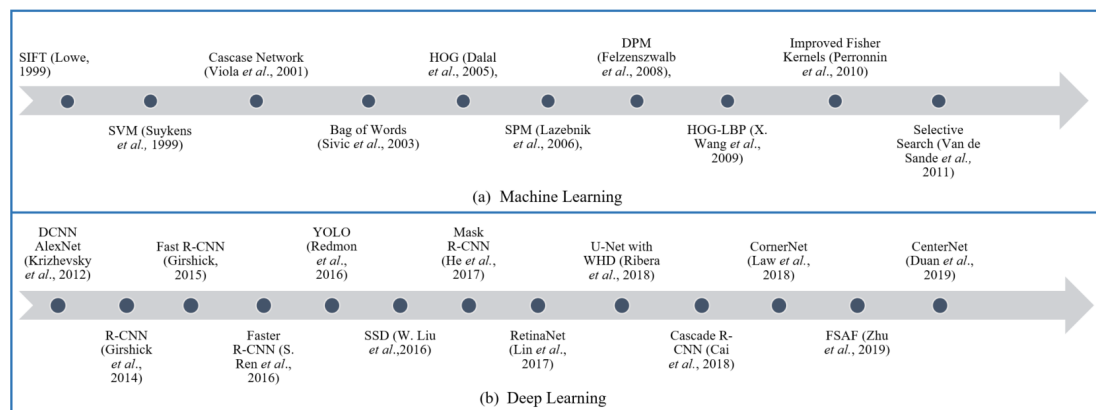 SIFT (Lowe,
1999)
SVM (Suykens
et al., 1999)
Cascase Network
(Viola et al., 2001)
Bag of Words
(Sivic et al., 2003)
HOG (Dalal
et al., 2005),
SPM (Lazebnik
et al., 2006),
DPM
(Felzenszwalb
et al., 2008),
HOG-LBP (X.
Wang et al.,
2009)
Improved Fisher
Kernels (Perronnin
et al., 2010)
Selective
Search (Van de
Sande et al.,
2011)
(a) Machine Learning
DCNN
AlexNet
(Krizhevsky
et al., 2012)
R-CNN
(Girshick
et al.,
2014)
Fast R-CNN
(Girshick,
2015)
Faster
R-CNN (S.
Ren et al.,
2016)
YOLO
(Redmon
et al.,
2016)
SSD (W. Liu
et al.,2016)
Mask
R-CNN
(He et al.,
2017)
RetinaNet
(Lin et al.,
2017)
U-Net with
WHD (Ribera
et al., 2018)
Cascade R-
CNN (Cai
et al., 2018)
CornerNet
(Law et al.,
2018)
FSAF (Zhu
et al., 2019)
CenterNet
(Duan et al.,
2019)
(b) Deep Learning